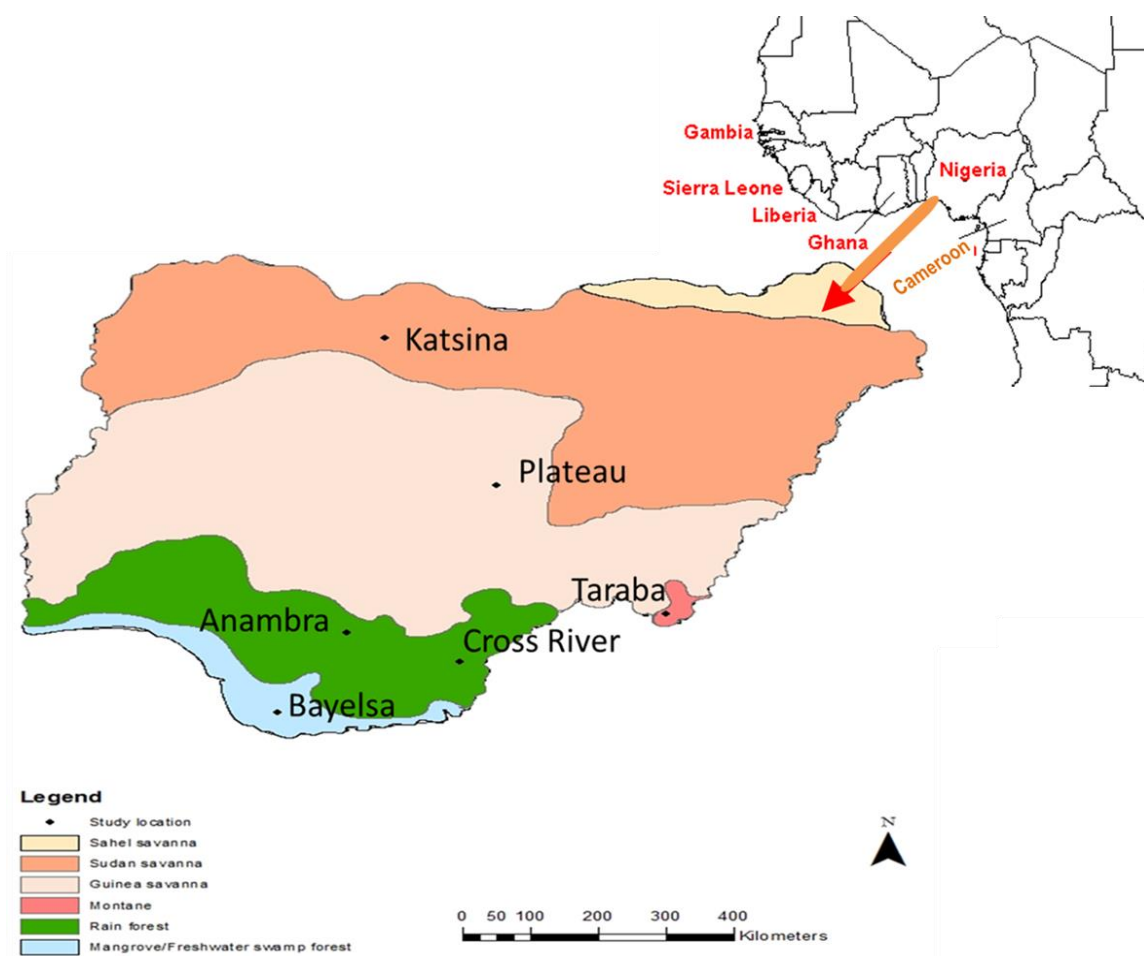 Gambia
Nigeria
Sierra Leone
Liberia
Ghana
Cameroon
Katsina
Plateau
Taraba
Anambra
Cross River
Bayelsa
Legend
Study location
Sahel savanna
Sudan savanna
Guinea savanna
Montane
Rain forest
Mangrove/Freshwater swamp forest
N
0 50 100 200 300 400
Kilometers